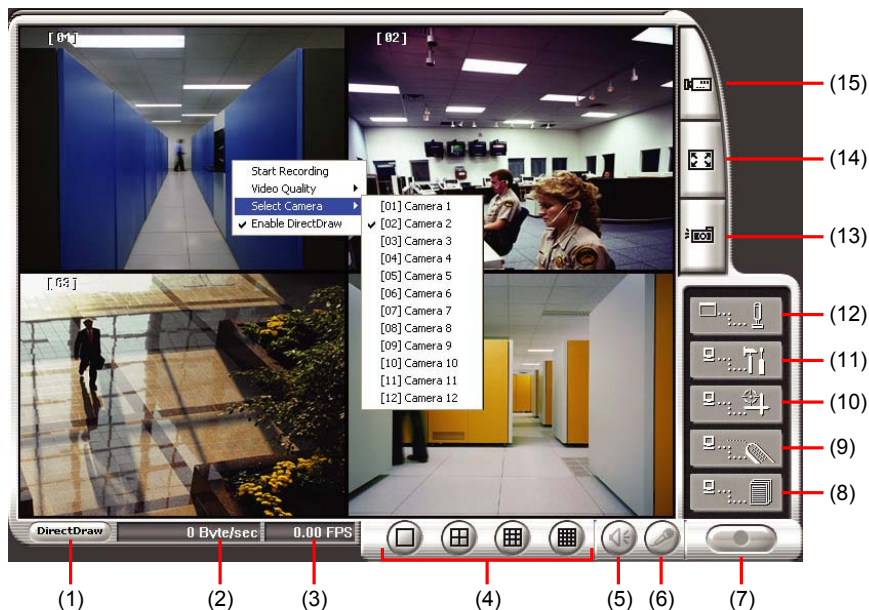 [ 01]
[ 02]
Start Recording
Video Quality
Select Camera
Enable DirectDraw
[01] Camera 1
[02] Camera 2
[03] Camera 3
[04] Camera 4
[05] Camera 5
[06] Camera 6
[07] Camera 7
[08] Camera 8
[09] Camera 9
[10] Camera 10
[11] Camera 11
[12] Camera 12
[ 03]
(15)
(14)
(13)
(12)
(11)
(10)
(9)
(8)
DirectDraw
0 Byte/sec
0.00 FPS
(1)
(2)
(3)
(4)
(5)
(6)
(7)